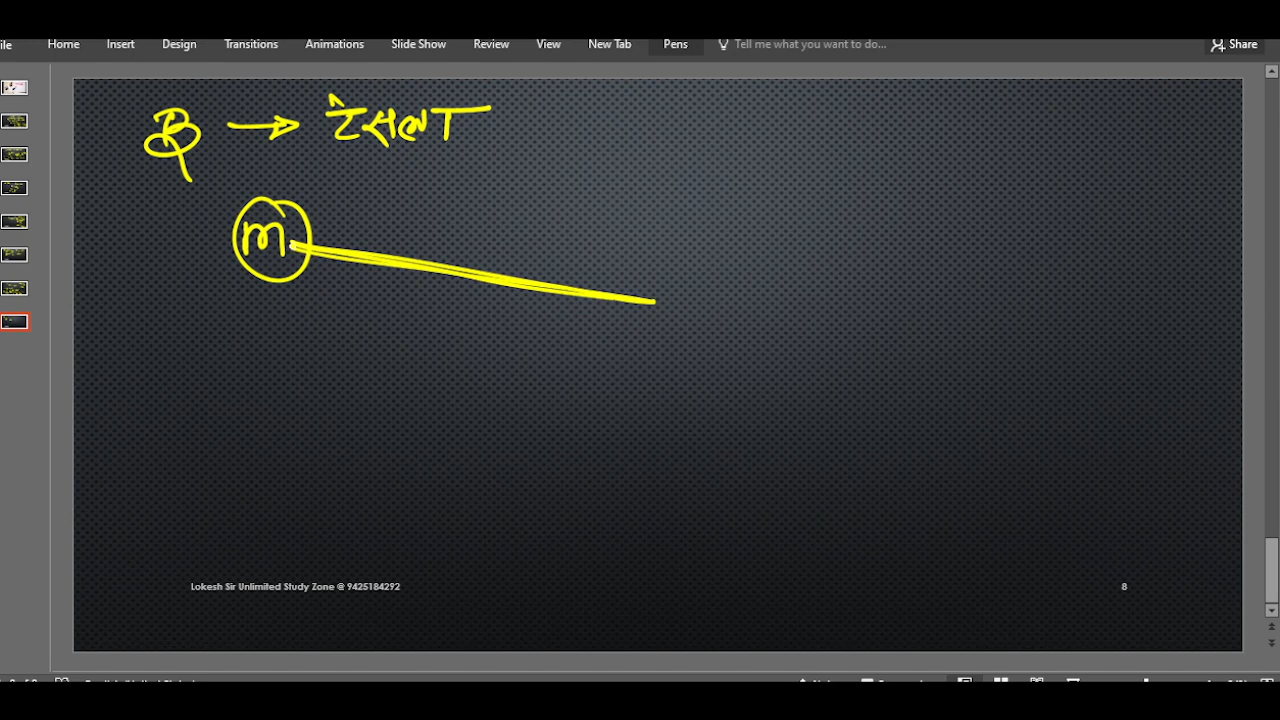 File Home Insert Design Transitions Animations Slide Show Review View New Tab Pens Tell me what you want to do... Share
m
Lokesh Sir Unlimited Study Zone @ 9425184292
8